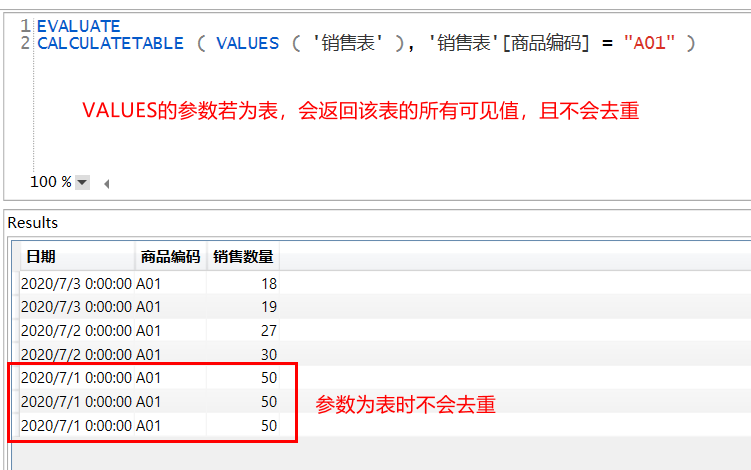 1 EVALUATE
2 CALCULATETABLE ( VALUES ( '销售表' ), '销售表'[商品编码] = "A01" )
VALUES的参数若为表，会返回该表的所有可见值，且不会去重
100 %
Results
日期 商品编码 销售数量
2020/7/3 0:00:00 A01 18
2020/7/3 0:00:00 A01 19
2020/7/2 0:00:00 A01 27
2020/7/2 0:00:00 A01 30
2020/7/1 0:00:00 A01 50
2020/7/1 0:00:00 A01 50 参数为表时不会去重
2020/7/1 0:00:00 A01 50